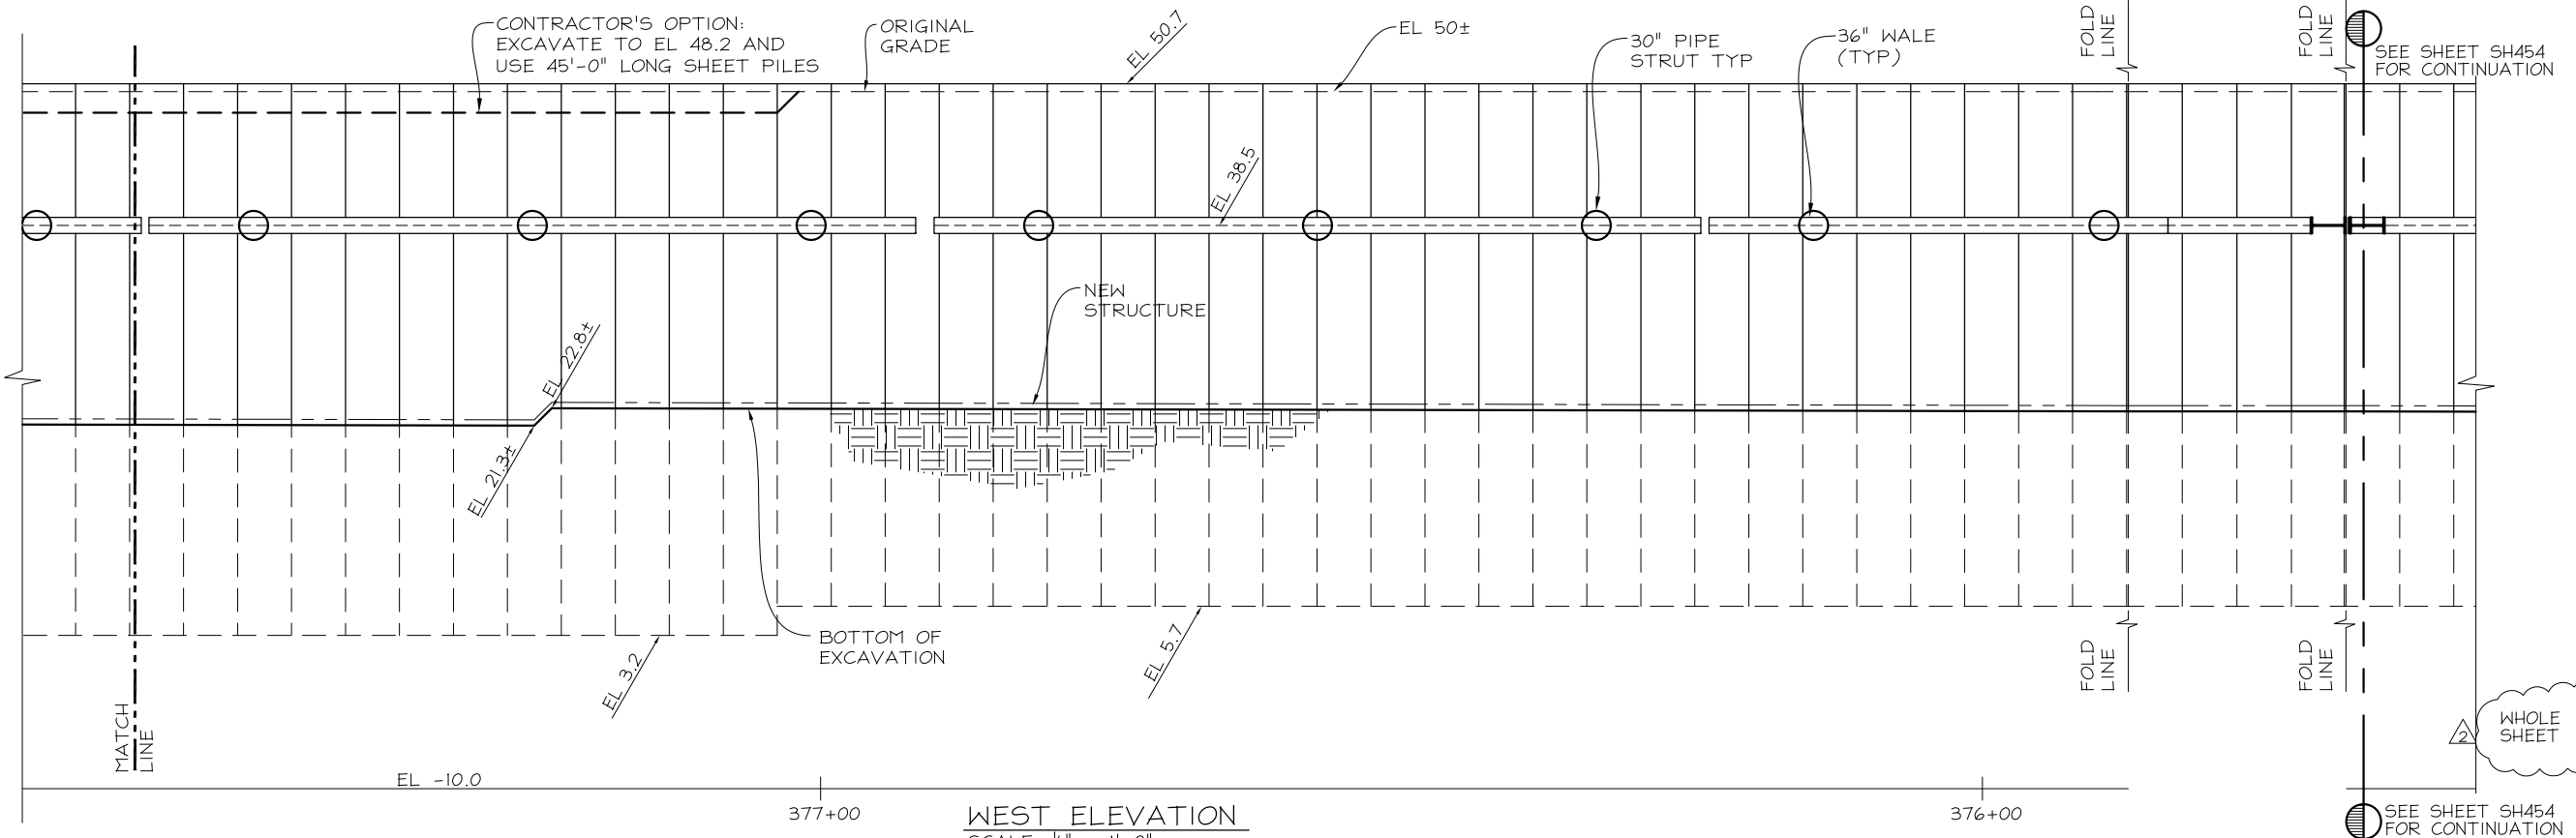 CONTRACTOR'S OPTION:
EXCAVATE TO EL 48.2 AND
USE 45'-0" LONG SHEET PILES
ORIGINAL
GRADE
EL 50.7
EL 50±
30" PIPE
STRUT TYP
36" WALE
(TYP)
FOLD
LINE
FOLD
LINE
SEE SHEET SH454
FOR CONTINUATION
EL 38.5
NEW
STRUCTURE
EL 22.8±
EL 21.3±
BOTTOM OF
EXCAVATION
EL 3.2
EL 5.7
FOLD
LINE
FOLD
LINE
MATCH
LINE
2
WHOLE
SHEET
EL -10.0
377+00
376+00
WEST ELEVATION
SEE SHEET SH454
FOR CONTINUATION